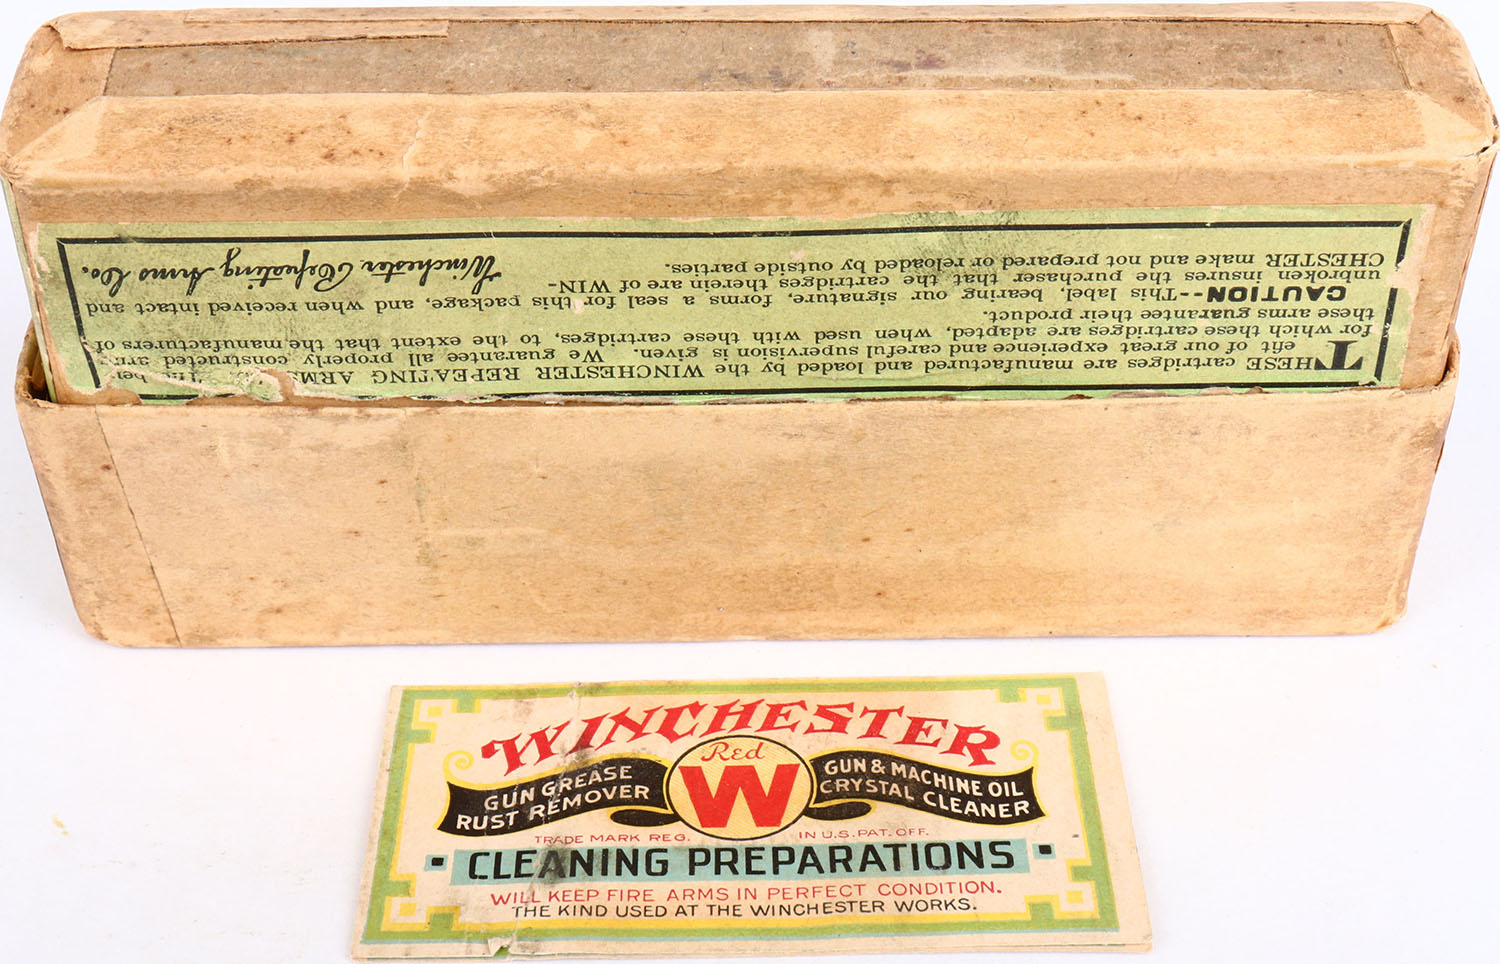 THESE cartridges are manufactured and loaded by the WINCHESTER REPEATING ARMS
efit of our great experience and careful supervision is given. We guarantee all properly constructed arms
for which these cartridges are adapted, when used with these cartridges, to the extent that the manufacturers of
these arms guarantee their product.
CAUTION--This label, bearing our signature, forms a seal for this package, and when received intact and
unbroken insures the purchaser that the cartridges therein are of WIN-
CHESTER make and not prepared or reloaded by outside parties.
Winchester Repeating Arms Co.
WINCHESTER
Red
W
GUN GREASE
RUST REMOVER
GUN & MACHINE OIL
CRYSTAL CLEANER
TRADE MARK REG. IN U.S. PAT. OFF.
CLEANING PREPARATIONS
WILL KEEP FIRE ARMS IN PERFECT CONDITION.
THE KIND USED AT THE WINCHESTER WORKS.